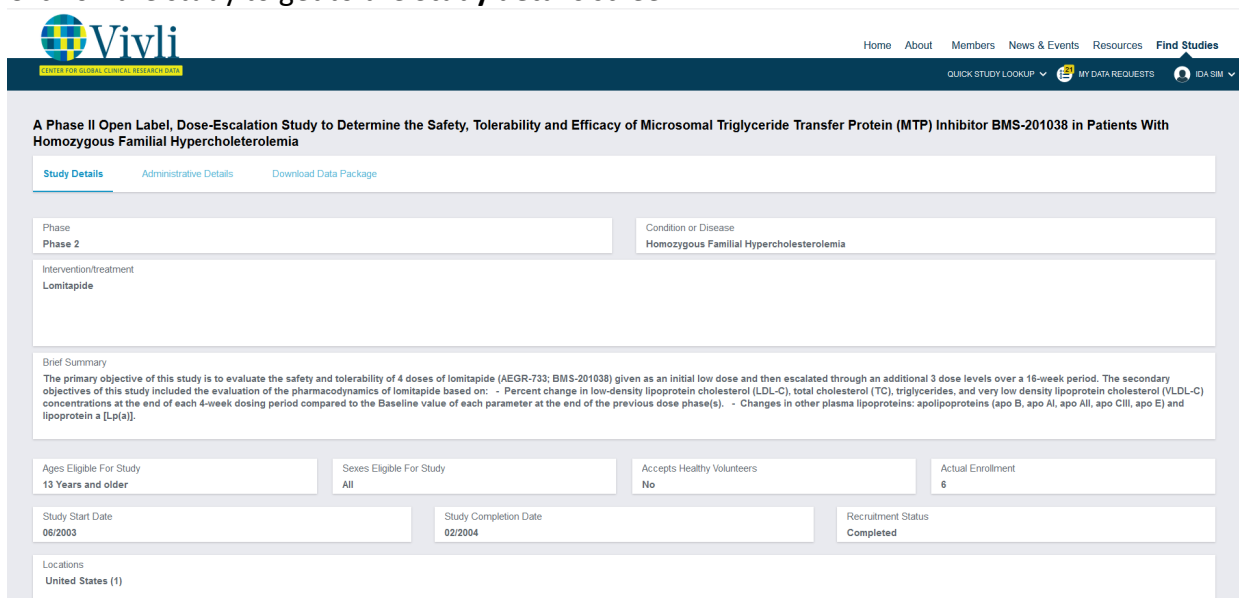 Vivli
CENTER FOR GLOBAL CLINICAL RESEARCH DATA
Home About Members News & Events Resources Find Studies
QUICK STUDY LOOKUP 21 MY DATA REQUESTS IDA SIM
A Phase II Open Label, Dose-Escalation Study to Determine the Safety, Tolerability and Efficacy of Microsomal Triglyceride Transfer Protein (MTP) Inhibitor BMS-201038 in Patients With
Homozygous Familial Hypercholeterolemia
Study Details Administrative Details Download Data Package
Phase
Phase 2
Condition or Disease
Homozygous Familial Hypercholesterolemia
Intervention/treatment
Lomitapide
Brief Summary
The primary objective of this study is to evaluate the safety and tolerability of 4 doses of lomitapide (AEGR-733; BMS-201038) given as an initial low dose and then escalated through an additional 3 dose levels over a 16-week period. The secondary
objectives of this study included the evaluation of the pharmacodynamics of lomitapide based on: - Percent change in low-density lipoprotein cholesterol (LDL-C), total cholesterol (TC), triglycerides, and very low density lipoprotein cholesterol (VLDL-C)
concentrations at the end of each 4-week dosing period compared to the Baseline value of each parameter at the end of the previous dose phase(s). - Changes in other plasma lipoproteins: apolipoproteins (apo B, apo AI, apo AII, apo CIII, apo E) and
lipoprotein a [Lp(a)].
Ages Eligible For Study
13 Years and older
Sexes Eligible For Study
All
Accepts Healthy Volunteers
No
Actual Enrollment
6
Study Start Date
06/2003
Study Completion Date
02/2004
Recruitment Status
Completed
Locations
United States (1)